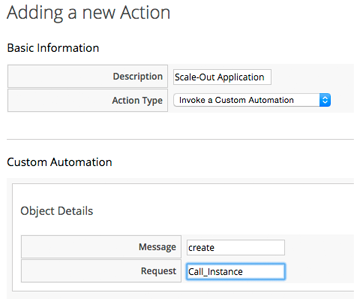 Adding a new Action
Basic Information
Description Scale-Out Application
Action Type Invoke a Custom Automation
Custom Automation
Object Details
Message create
Request Call_Instance